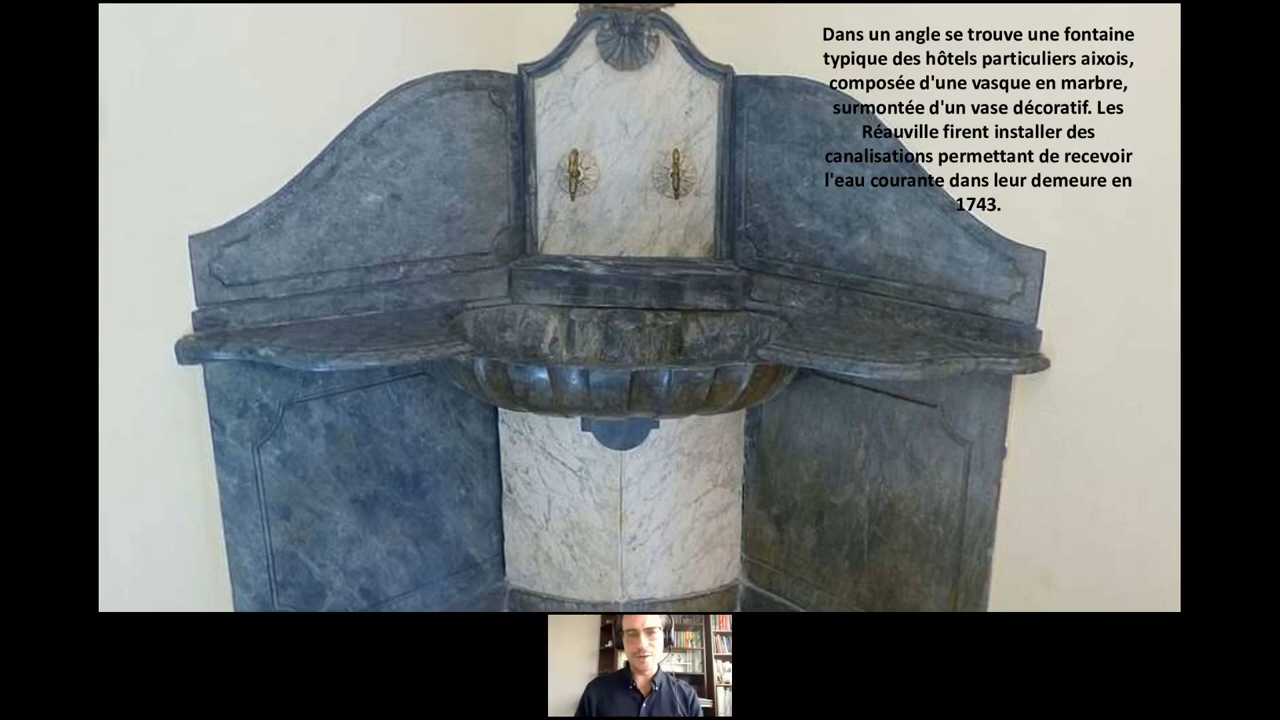 Dans un angle se trouve une fontaine
typique des hôtels particuliers aixois,
composée d'une vasque en marbre,
surmontée d'un vase décoratif. Les
Réauville firent installer des
canalisations permettant de recevoir
l'eau courante dans leur demeure en
1743.